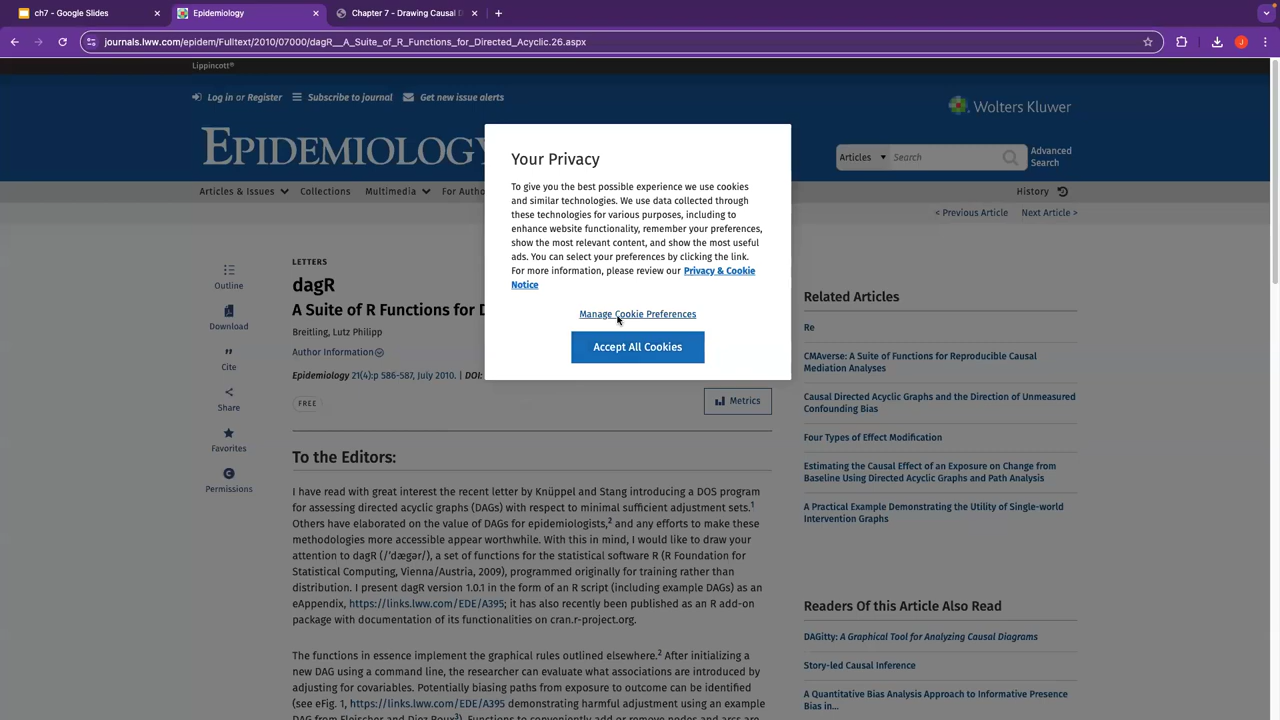 ch7 - Google Slides
Epidemiology
Chapter 7 - Drawing Causal D
journals.lww.com/epidem/Fulltext/2010/07000/dagR__A_Suite_of_R_Functions_for_Directed_Acyclic.26.aspx
J
Lippincott®
Log in or Register
Subscribe to journal
Get new issue alerts
Wolters Kluwer
EPIDEMIOLOGY
Articles
Search
Advanced
Search
Articles & Issues
Collections
Multimedia
For Autho
History
< Previous Article
Next Article >
Your Privacy
To give you the best possible experience we use cookies
and similar technologies. We use data collected through
these technologies for various purposes, including to
enhance website functionality, remember your preferences,
show the most relevant content, and show the most useful
ads. You can select your preferences by clicking the link.
For more information, please review our Privacy & Cookie
Notice
Manage Cookie Preferences
Accept All Cookies
Outline
Download
Cite
Share
Favorites
Permissions
LETTERS
dagR
A Suite of R Functions for D
Breitling, Lutz Philipp
Author Information
Epidemiology 21(4):p 586-587, July 2010. | DOI:
FREE
Metrics
To the Editors:
I have read with great interest the recent letter by Knüppel and Stang introducing a DOS program
for assessing directed acyclic graphs (DAGs) with respect to minimal sufficient adjustment sets.1
Others have elaborated on the value of DAGs for epidemiologists,2 and any efforts to make these
methodologies more accessible appear worthwhile. With this in mind, I would like to draw your
attention to dagR (/'dægər/), a set of functions for the statistical software R (R Foundation for
Statistical Computing, Vienna/Austria, 2009), programmed originally for training rather than
distribution. I present dagR version 1.0.1 in the form of an R script (including example DAGs) as an
eAppendix, https://links.lww.com/EDE/A395; it has also recently been published as an R add-on
package with documentation of its functionalities on cran.r-project.org.
The functions in essence implement the graphical rules outlined elsewhere.2 After initializing a
new DAG using a command line, the researcher can evaluate what associations are introduced by
adjusting for covariables. Potentially biasing paths from exposure to outcome can be identified
(see eFig. 1, https://links.lww.com/EDE/A395 demonstrating harmful adjustment using an example
DAG from Fleischer and Diez Roux3). Functions to conveniently add or remove nodes and arcs are
Related Articles
Re
CMAverse: A Suite of Functions for Reproducible Causal
Mediation Analyses
Causal Directed Acyclic Graphs and the Direction of Unmeasured
Confounding Bias
Four Types of Effect Modification
Estimating the Causal Effect of an Exposure on Change from
Baseline Using Directed Acyclic Graphs and Path Analysis
A Practical Example Demonstrating the Utility of Single-world
Intervention Graphs
Readers Of this Article Also Read
DAGitty: A Graphical Tool for Analyzing Causal Diagrams
Story-led Causal Inference
A Quantitative Bias Analysis Approach to Informative Presence
Bias in...